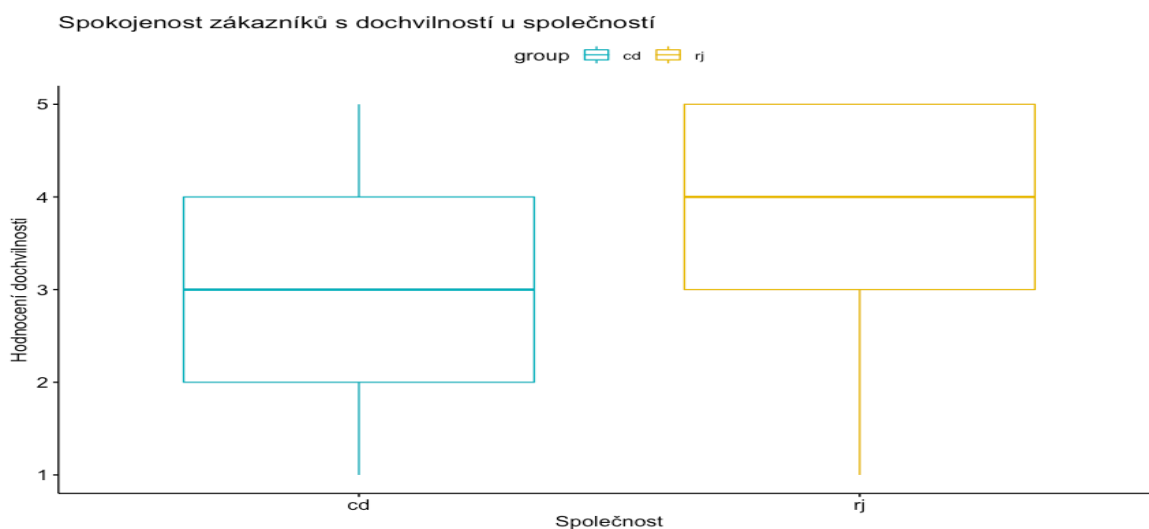 Spokojenost zákazníků s dochvilností u společností
group cd rj
Hodnocení dochvilnosti
5
4
3
2
1
cd rj
Společnost